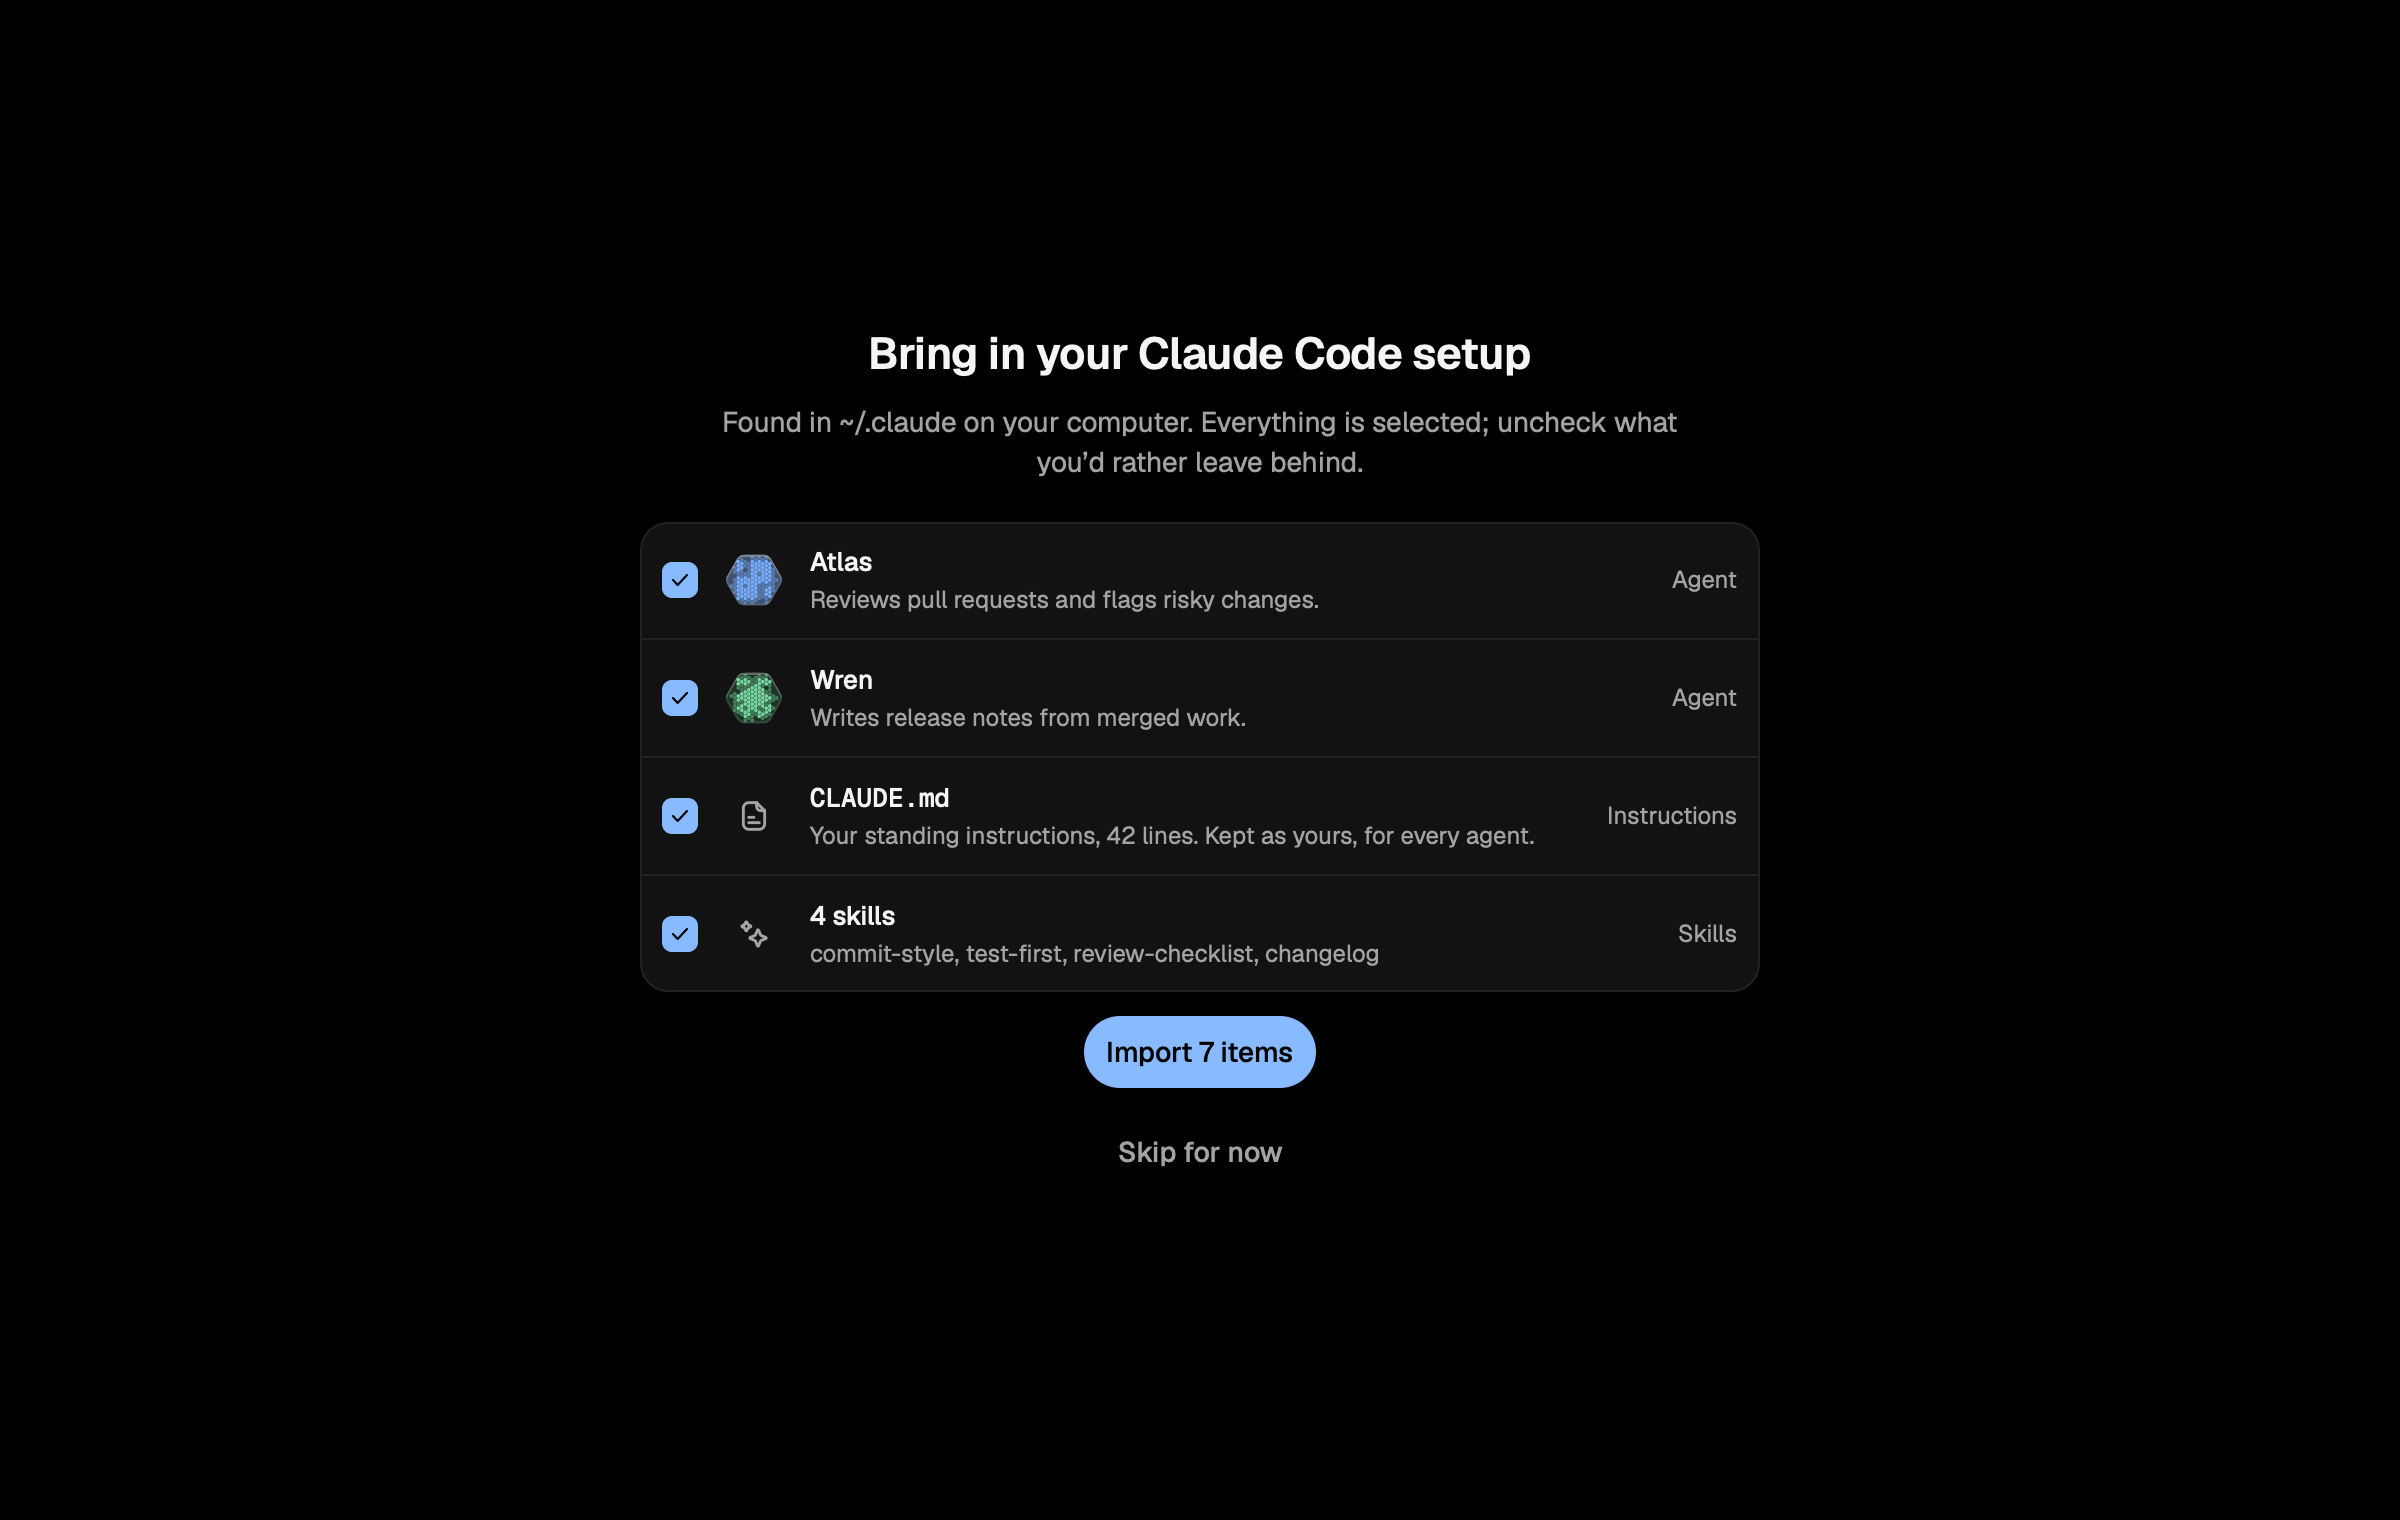 Bring in your Claude Code setup
Found in ~/.claude on your computer. Everything is selected; uncheck what
you’d rather leave behind.
Atlas
Reviews pull requests and flags risky changes.
Agent
Wren
Writes release notes from merged work.
Agent
CLAUDE.md
Your standing instructions, 42 lines. Kept as yours, for every agent.
Instructions
4 skills
commit-style, test-first, review-checklist, changelog
Skills
Import 7 items
Skip for now